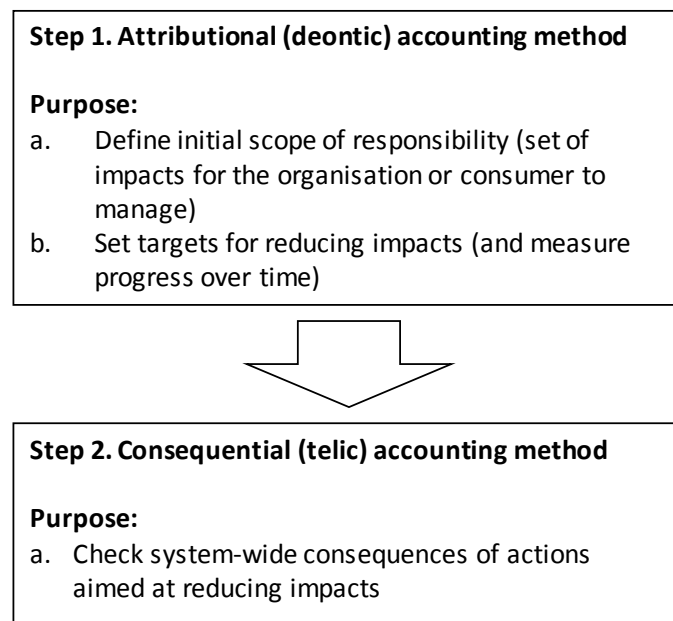 Step 1. Attributional (deontic) accounting method
Purpose:
a. Define initial scope of responsibility (set of
impacts for the organisation or consumer to
manage)
b. Set targets for reducing impacts (and measure
progress over time)
Step 2. Consequential (telic) accounting method
Purpose:
a. Check system-wide consequences of actions
aimed at reducing impacts